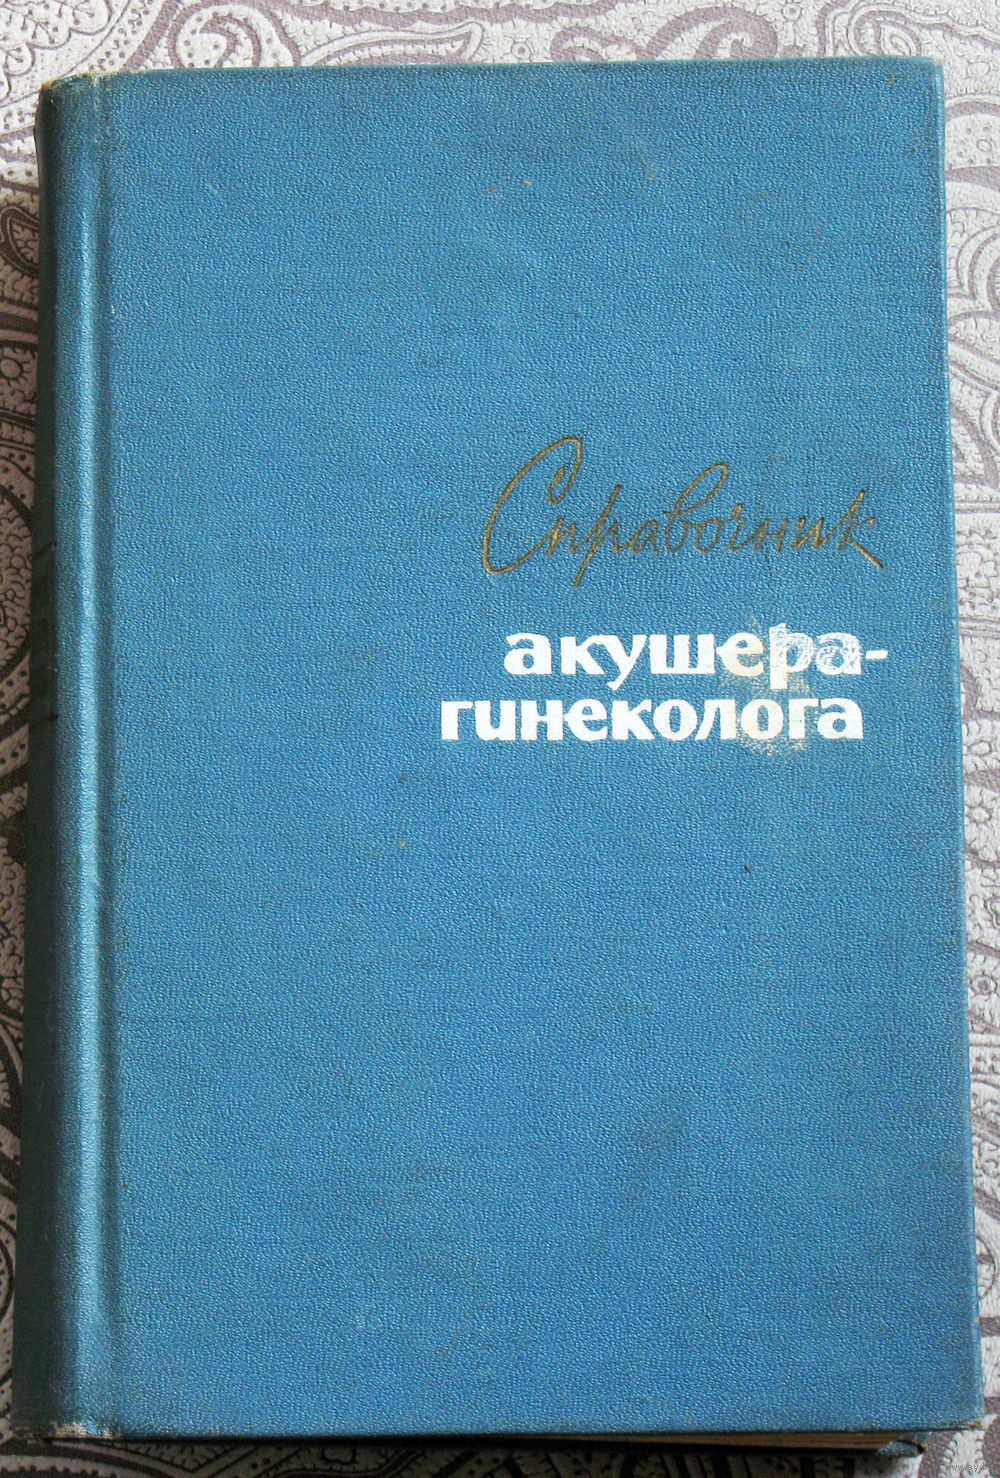 Справочник
акушера-
гинеколога